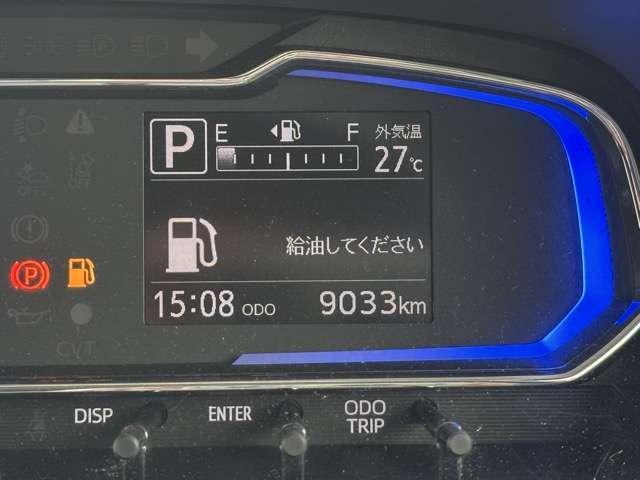 P E F 外気温
27℃
給油してください
15:08 ODO 9033km
P
CVT
DISP ENTER ODO
TRIP